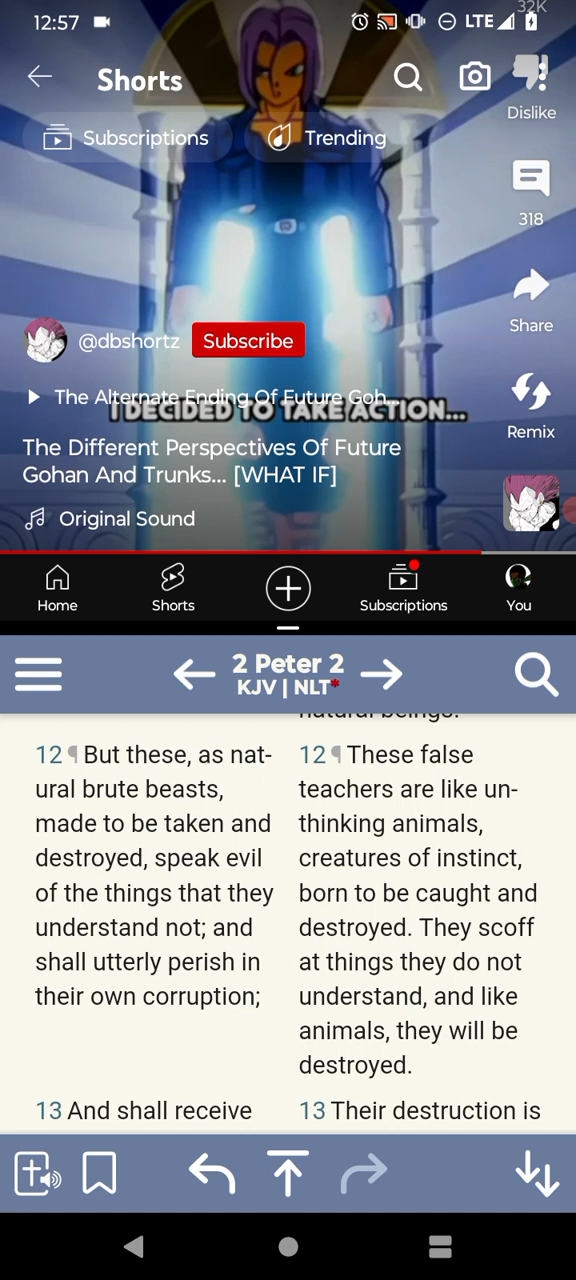 32K
12:57
LTE
Shorts
Dislike
Subscriptions
Trending
318
Share
@dbshortz
Subscribe
The Alternate Ending Of Future Goh...
I DECIDED TO TAKE ACTION...
Remix
The Different Perspectives Of Future
Gohan And Trunks... [WHAT IF]
Original Sound
Home
Shorts
Subscriptions
You
2 Peter 2
KJV | NLT*
natural beings.
12 ¶ But these, as nat-
ural brute beasts,
made to be taken and
destroyed, speak evil
of the things that they
understand not; and
shall utterly perish in
their own corruption;
13 And shall receive
12 ¶ These false
teachers are like un-
thinking animals,
creatures of instinct,
born to be caught and
destroyed. They scoff
at things they do not
understand, and like
animals, they will be
destroyed.
13 Their destruction is